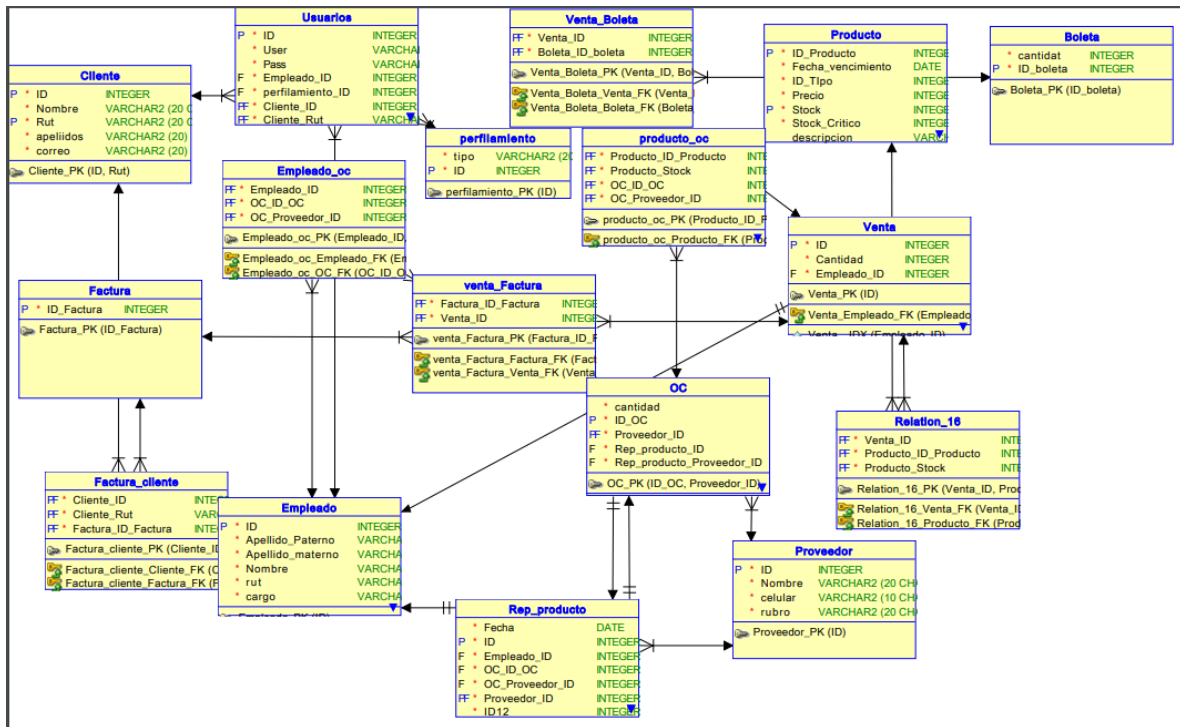 Usuarios
P * ID INTEGER
* User VARCHA
* Pass VARCHA
F * Empleado_ID INTEGER
F * perfilamiento_ID INTEGER
PF * Cliente_ID INTEGER
PF * Cliente_Rut VARCHA
Venta_Boleta
PF * Venta_ID INTEGER
PF * Boleta_ID_boleta INTEGER
Venta_Boleta_PK (Venta_ID, Bo
Venta_Boleta_Venta_FK (Venta_
Venta_Boleta_Boleta_FK (Boleta
Producto
P * ID_Producto INTEGE
* Fecha_vencimiento DATE
* ID_TIpo INTEGE
* Precio INTEGE
P * Stock INTEGE
* Stock_Critico INTEGE
descripcion VARCH
Boleta
* cantidat INTEGER
P * ID_boleta INTEGER
Boleta_PK (ID_boleta)
Cliente
P * ID INTEGER
* Nombre VARCHAR2 (20 C
P * Rut VARCHAR2 (20 C
* apeliidos VARCHAR2 (20)
* correo VARCHAR2 (20)
Cliente_PK (ID, Rut)
perfilamiento
* tipo VARCHAR2 (20
P * ID INTEGER
perfilamiento_PK (ID)
producto_oc
PF * Producto_ID_Producto INTE
PF * Producto_Stock INTE
PF * OC_ID_OC INTE
PF * OC_Proveedor_ID INTE
producto_oc_PK (Producto_ID_P
producto_oc_Producto_FK (Proc
Empleado_oc
PF * Empleado_ID INTEGER
PF * OC_ID_OC INTEGER
PF * OC_Proveedor_ID INTEGER
Empleado_oc_PK (Empleado_ID,
Empleado_oc_Empleado_FK (Em
Empleado_oc_OC_FK (OC_ID_O
Venta
P * ID INTEGER
* Cantidad INTEGER
F * Empleado_ID INTEGER
Venta_PK (ID)
Venta_Empleado_FK (Empleado
Venta__IDX (Empleado_ID)
Factura
P * ID_Factura INTEGER
Factura_PK (ID_Factura)
venta_Factura
PF * Factura_ID_Factura INTEGE
PF * Venta_ID INTEGE
venta_Factura_PK (Factura_ID_F
venta_Factura_Factura_FK (Fact
venta_Factura_Venta_FK (Venta
OC
* cantidad
P * ID_OC
PF * Proveedor_ID
F * Rep_producto_ID
F * Rep_producto_Proveedor_ID
OC_PK (ID_OC, Proveedor_ID)
Relation_16
PF * Venta_ID INTE
PF * Producto_ID_Producto INTE
PF * Producto_Stock INTE
Relation_16_PK (Venta_ID, Proc
Relation_16_Venta_FK (Venta_I
Relation_16_Producto_FK (Prod
Factura_cliente
PF * Cliente_ID INTEG
PF * Cliente_Rut VARC
PF * Factura_ID_Factura INTEG
Factura_cliente_PK (Cliente_ID
Factura_cliente_Cliente_FK (C
Factura_cliente_Factura_FK (F
Empleado
P * ID INTEGER
* Apellido_Paterno VARCHA
* Apellido_materno VARCHA
* Nombre VARCHA
* rut VARCHA
* cargo VARCHA
Empleado_PK (ID)
Proveedor
P * ID INTEGER
* Nombre VARCHAR2 (20 CH
* celular VARCHAR2 (10 CH
* rubro VARCHAR2 (20 CH
Proveedor_PK (ID)
Rep_producto
* Fecha DATE
P * ID INTEGER
F * Empleado_ID INTEGER
F * OC_ID_OC INTEGER
F * OC_Proveedor_ID INTEGER
PF * Proveedor_ID INTEGER
* ID12 INTEGER